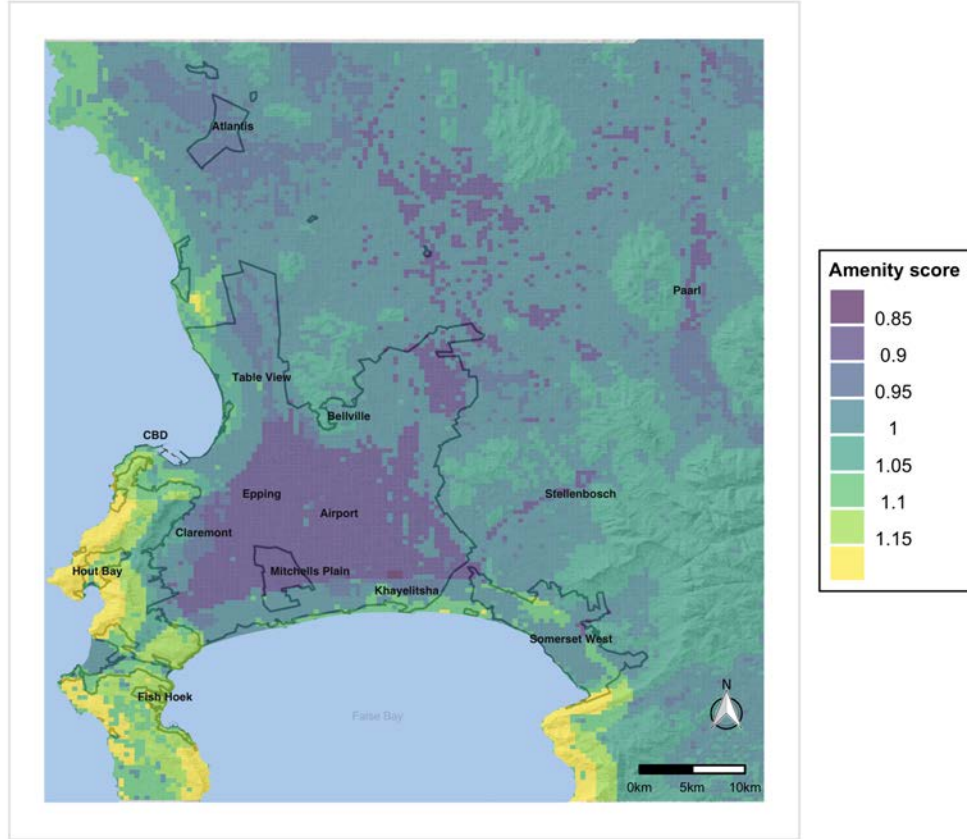 Atlantis
Paarl
Table View
Bellville
CBD
Epping
Stellenbosch
Airport
Claremont
Hout Bay
Mitchells Plain
Khayelitsha
Somerset West
Fish Hoek
False Bay
N
0km 5km 10km
Amenity score
0.85
0.9
0.95
1
1.05
1.1
1.15